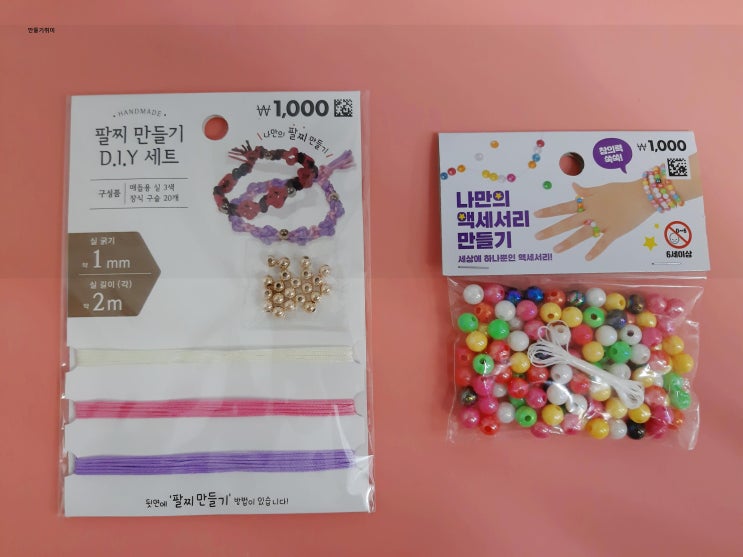 만들기취미
HANDMADE
팔찌 만들기
D.I.Y 세트
구성품
매듭용 실 3색
장식 구슬 20개
₩1,000
나만의 팔찌 만들기
실 굵기
약 1 mm
실 길이 (각)
약 2 m
뒷면에 '팔찌 만들기' 방법이 있습니다!
창의력
쑥쑥!
₩1,000
나만의
액세서리
만들기
세상에 하나뿐인 액세서리!
0-6
6세이상